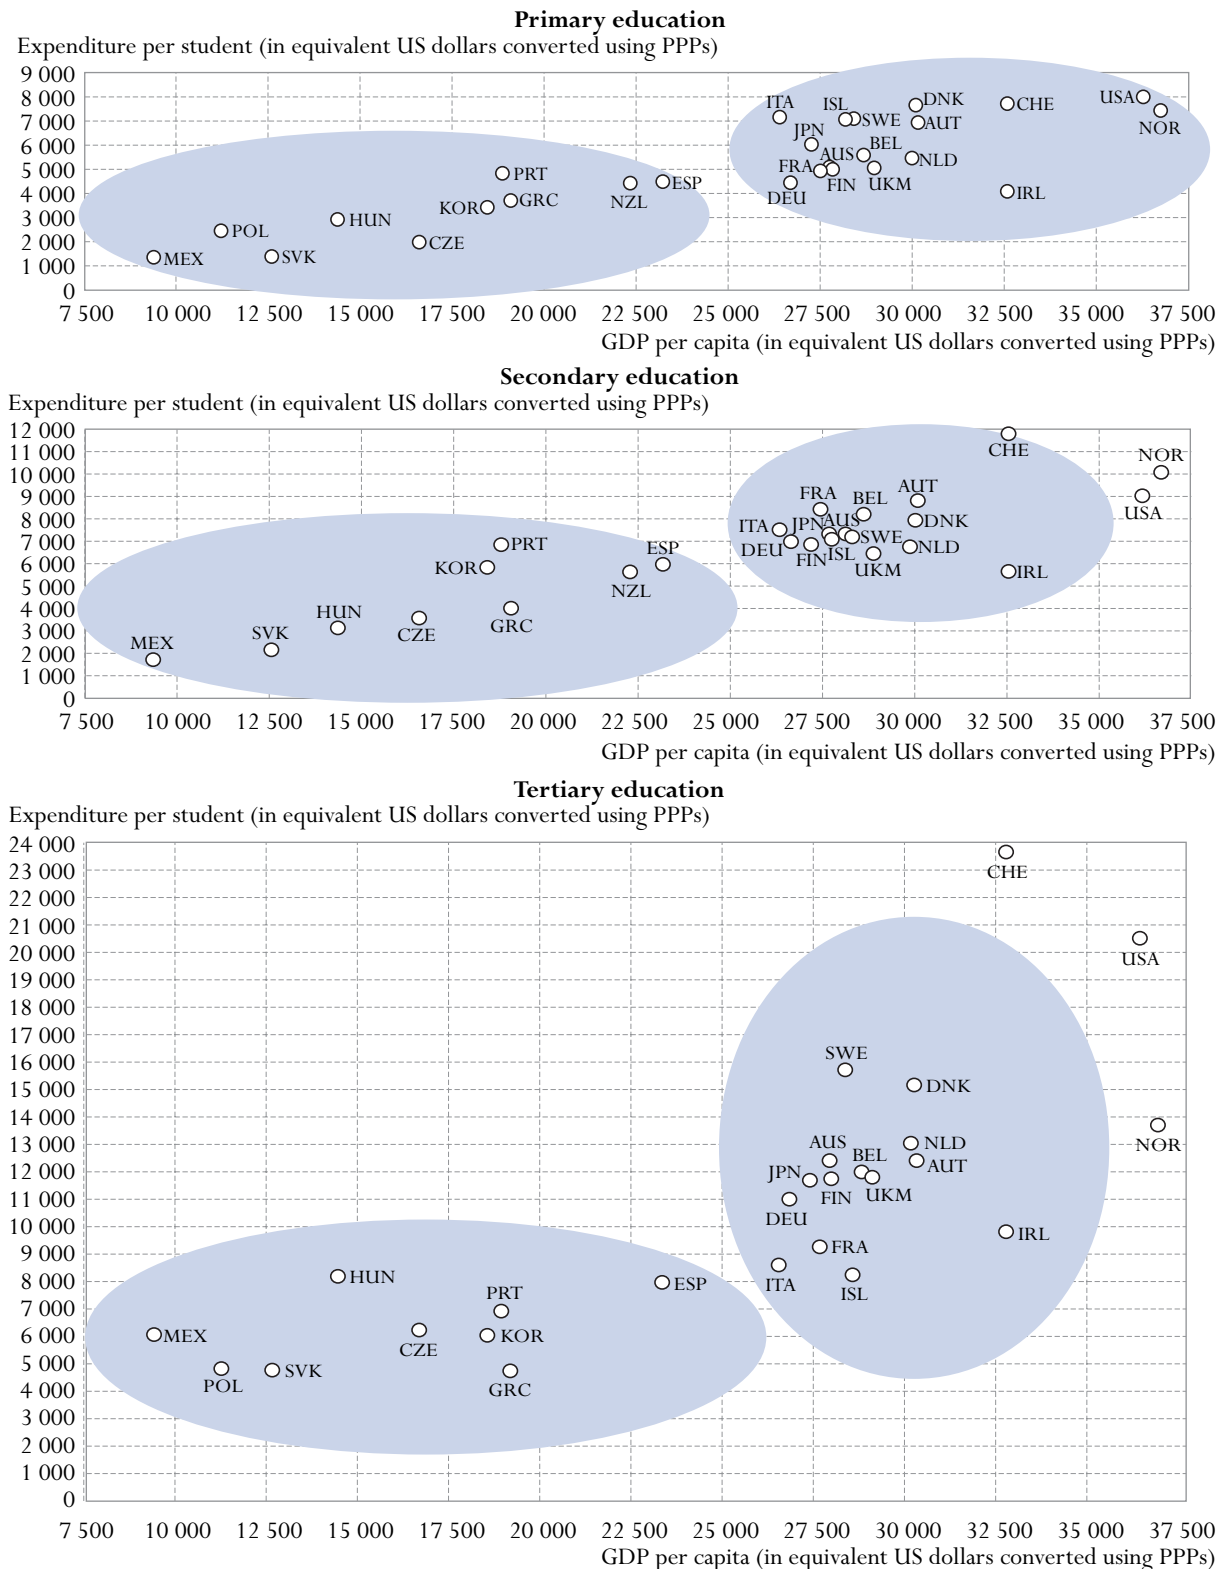 Primary education
Expenditure per student (in equivalent US dollars converted using PPPs)
9 000
8 000
7 000
6 000
5 000
4 000
3 000
2 000
1 000
0
ITA
ISL
SWE
DNK
AUT
CHE
USA
NOR
JPN
AUS
BEL
FRA
FIN
UKM
NLD
DEU
IRL
PRT
ESP
NZL
KOR
GRC
HUN
POL
CZE
MEX
SVK
7 500 10 000 12 500 15 000 17 500 20 000 22 500 25 000 27 500 30 000 32 500 35 000 37 500
GDP per capita (in equivalent US dollars converted using PPPs)
Secondary education
Expenditure per student (in equivalent US dollars converted using PPPs)
12 000
11 000
10 000
9 000
8 000
7 000
6 000
5 000
4 000
3 000
2 000
1 000
0
CHE
NOR
USA
FRA
BEL
AUT
ITA
JPN
AUS
DNK
DEU
FIN
ISL
SWE
UKM
NLD
IRL
PRT
KOR
ESP
NZL
HUN
CZE
GRC
SVK
MEX
7 500 10 000 12 500 15 000 17 500 20 000 22 500 25 000 27 500 30 000 32 500 35 000 37 500
GDP per capita (in equivalent US dollars converted using PPPs)
Tertiary education
Expenditure per student (in equivalent US dollars converted using PPPs)
24 000
23 000
22 000
21 000
20 000
19 000
18 000
17 000
16 000
15 000
14 000
13 000
12 000
11 000
10 000
9 000
8 000
7 000
6 000
5 000
4 000
3 000
2 000
1 000
0
CHE
USA
SWE
DNK
NOR
AUS
NLD
BEL
AUT
JPN
FIN
UKM
DEU
IRL
FRA
ITA
ISL
HUN
ESP
PRT
MEX
KOR
CZE
POL
SVK
GRC
7 500 10 000 12 500 15 000 17 500 20 000 22 500 25 000 27 500 30 000 32 500 35 000 37 500
GDP per capita (in equivalent US dollars converted using PPPs)